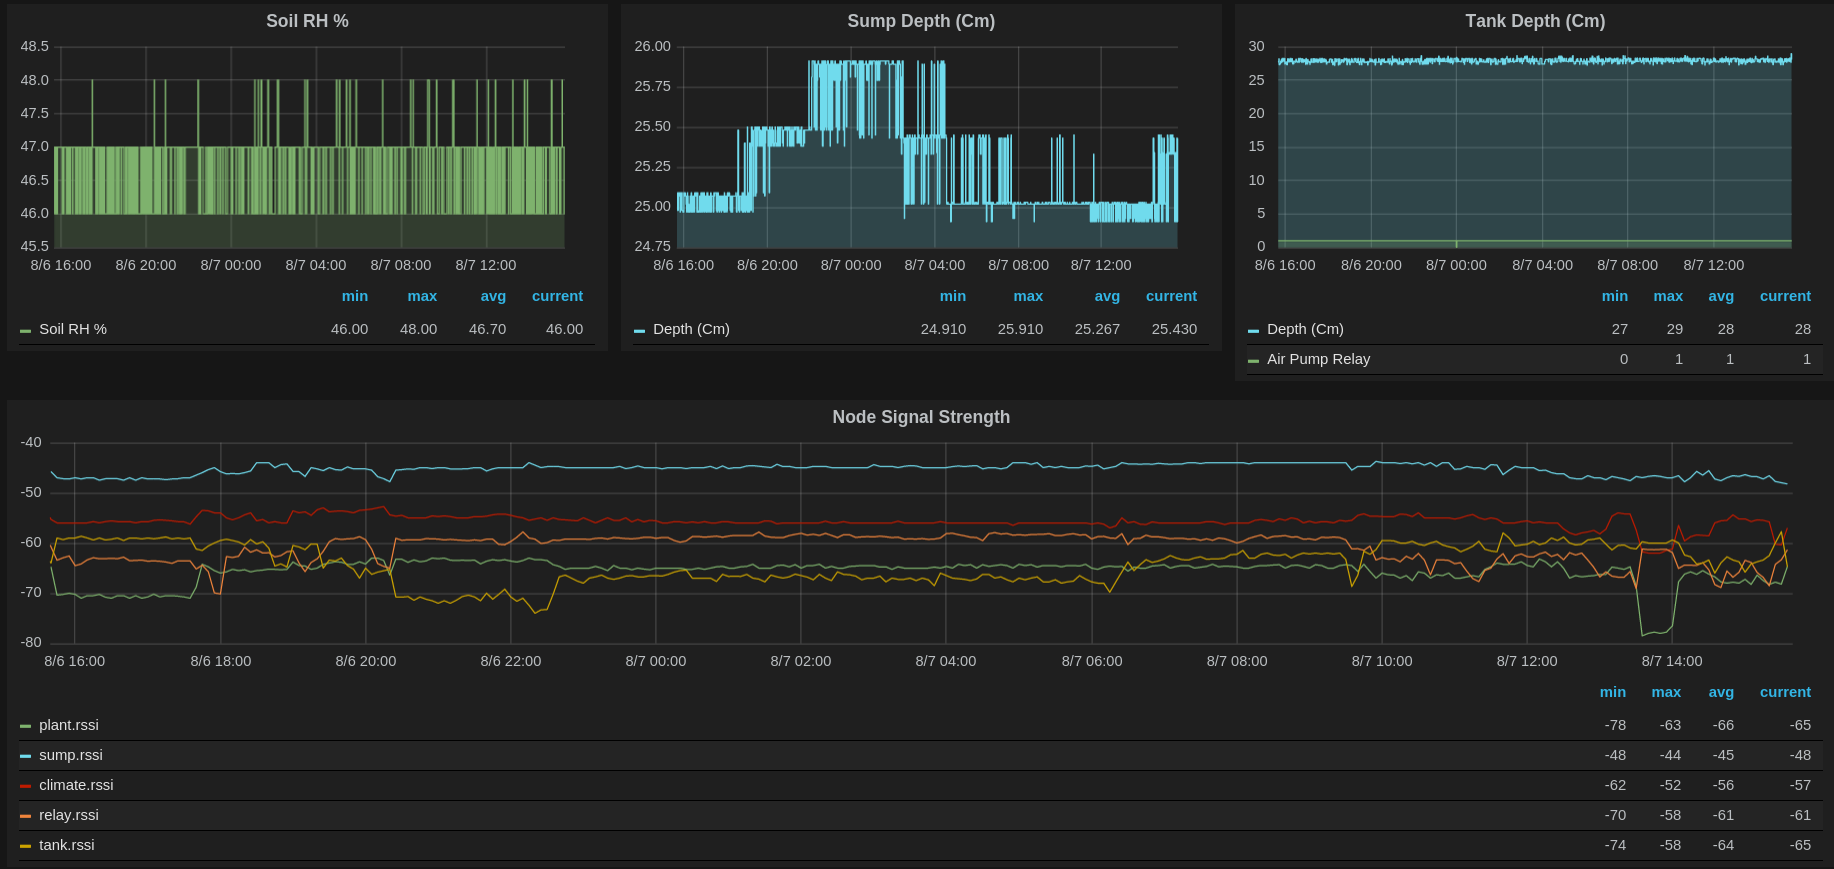 Soil RH %
48.5
48.0
47.5
47.0
46.5
46.0
45.5
8/6 16:00 8/6 20:00 8/7 00:00 8/7 04:00 8/7 08:00 8/7 12:00
min max avg current
Soil RH % 46.00 48.00 46.70 46.00
Sump Depth (Cm)
26.00
25.75
25.50
25.25
25.00
24.75
8/6 16:00 8/6 20:00 8/7 00:00 8/7 04:00 8/7 08:00 8/7 12:00
min max avg current
Depth (Cm) 24.910 25.910 25.267 25.430
Tank Depth (Cm)
30
25
20
15
10
5
0
8/6 16:00 8/6 20:00 8/7 00:00 8/7 04:00 8/7 08:00 8/7 12:00
min max avg current
Depth (Cm) 27 29 28 28
Air Pump Relay 0 1 1 1
Node Signal Strength
-40
-50
-60
-70
-80
8/6 16:00 8/6 18:00 8/6 20:00 8/6 22:00 8/7 00:00 8/7 02:00 8/7 04:00 8/7 06:00 8/7 08:00 8/7 10:00 8/7 12:00 8/7 14:00
min max avg current
plant.rssi -78 -63 -66 -65
sump.rssi -48 -44 -45 -48
climate.rssi -62 -52 -56 -57
relay.rssi -70 -58 -61 -61
tank.rssi -74 -58 -64 -65